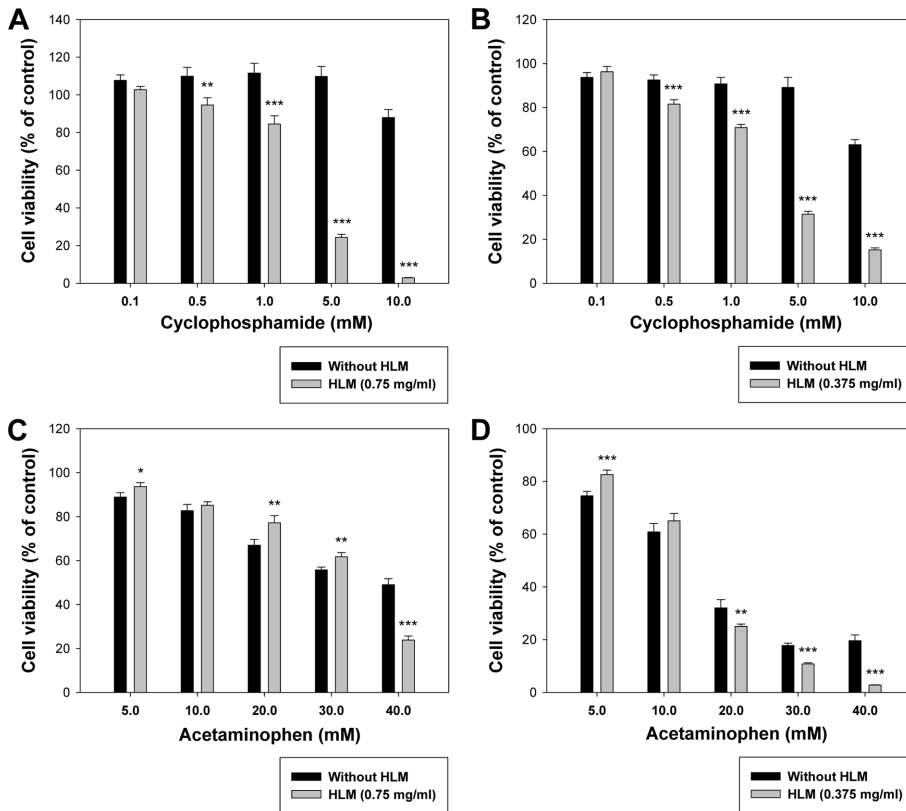 A
Cell viability (% of control)
140
120
100
80
60
40
20
0
** *** *** ***
0.1 0.5 1.0 5.0 10.0
Cyclophosphamide (mM)
Without HLM
HLM (0.75 mg/ml)
B
Cell viability (% of control)
120
100
80
60
40
20
0
*** *** *** ***
0.1 0.5 1.0 5.0 10.0
Cyclophosphamide (mM)
Without HLM
HLM (0.375 mg/ml)
C
Cell viability (% of control)
120
100
80
60
40
20
0
* ** ** ***
5.0 10.0 20.0 30.0 40.0
Acetaminophen (mM)
Without HLM
HLM (0.75 mg/ml)
D
Cell viability (% of control)
100
80
60
40
20
0
*** ** *** ***
5.0 10.0 20.0 30.0 40.0
Acetaminophen (mM)
Without HLM
HLM (0.375 mg/ml)